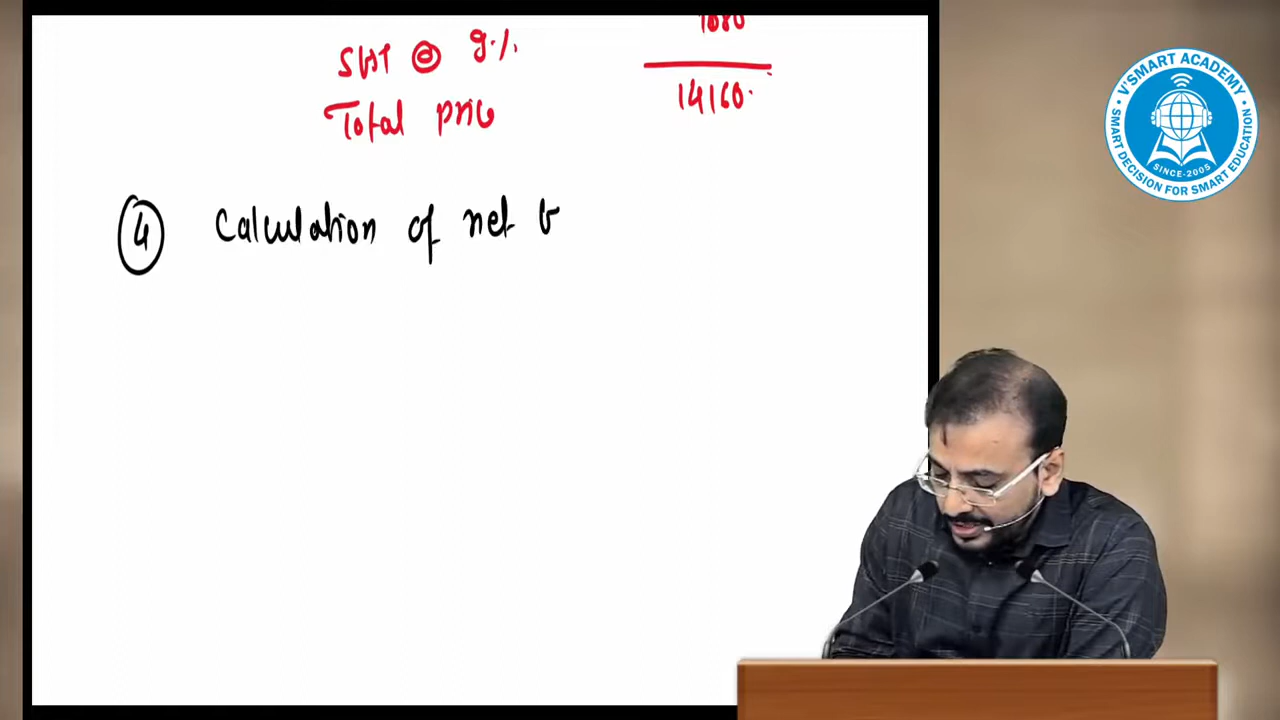 1080
SGST @ 9.%
14160.
Total price
④ Calculation of net
V'SMART ACADEMY
SINCE-2005
SMART DECISION FOR SMART EDUCATION